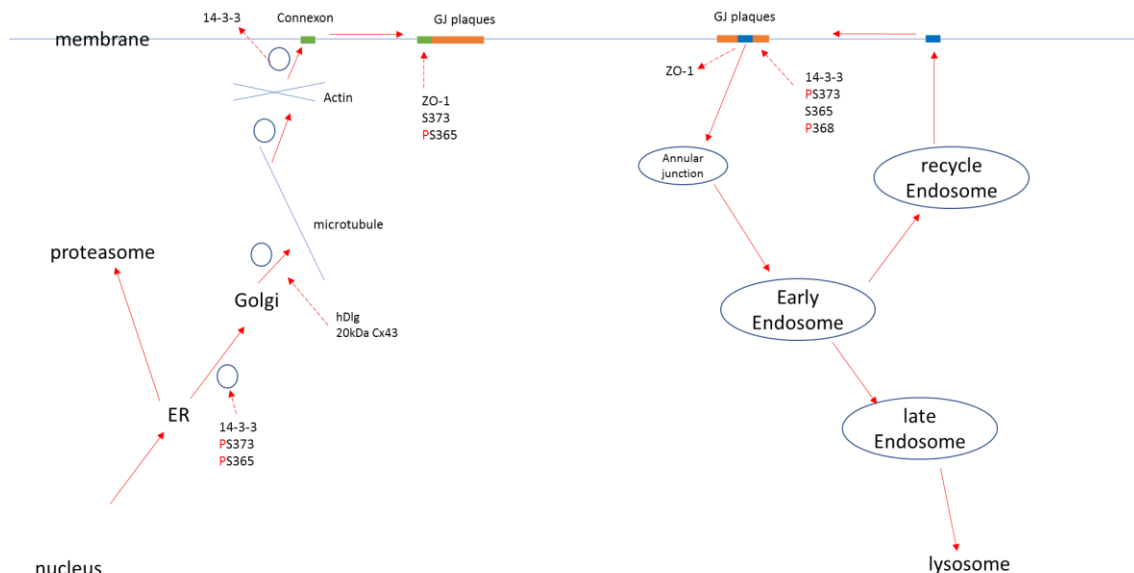 14-3-3
Connexon
GJ plaques
GJ plaques
membrane
ZO-1
14-3-3
PS373
S365
P368
Actin
ZO-1
S373
PS365
Annular
junction
recycle
Endosome
microtubule
proteasome
Golgi
Early
Endosome
hDlg
20kDa Cx43
ER
14-3-3
PS373
PS365
late
Endosome
nucleus
lysosome